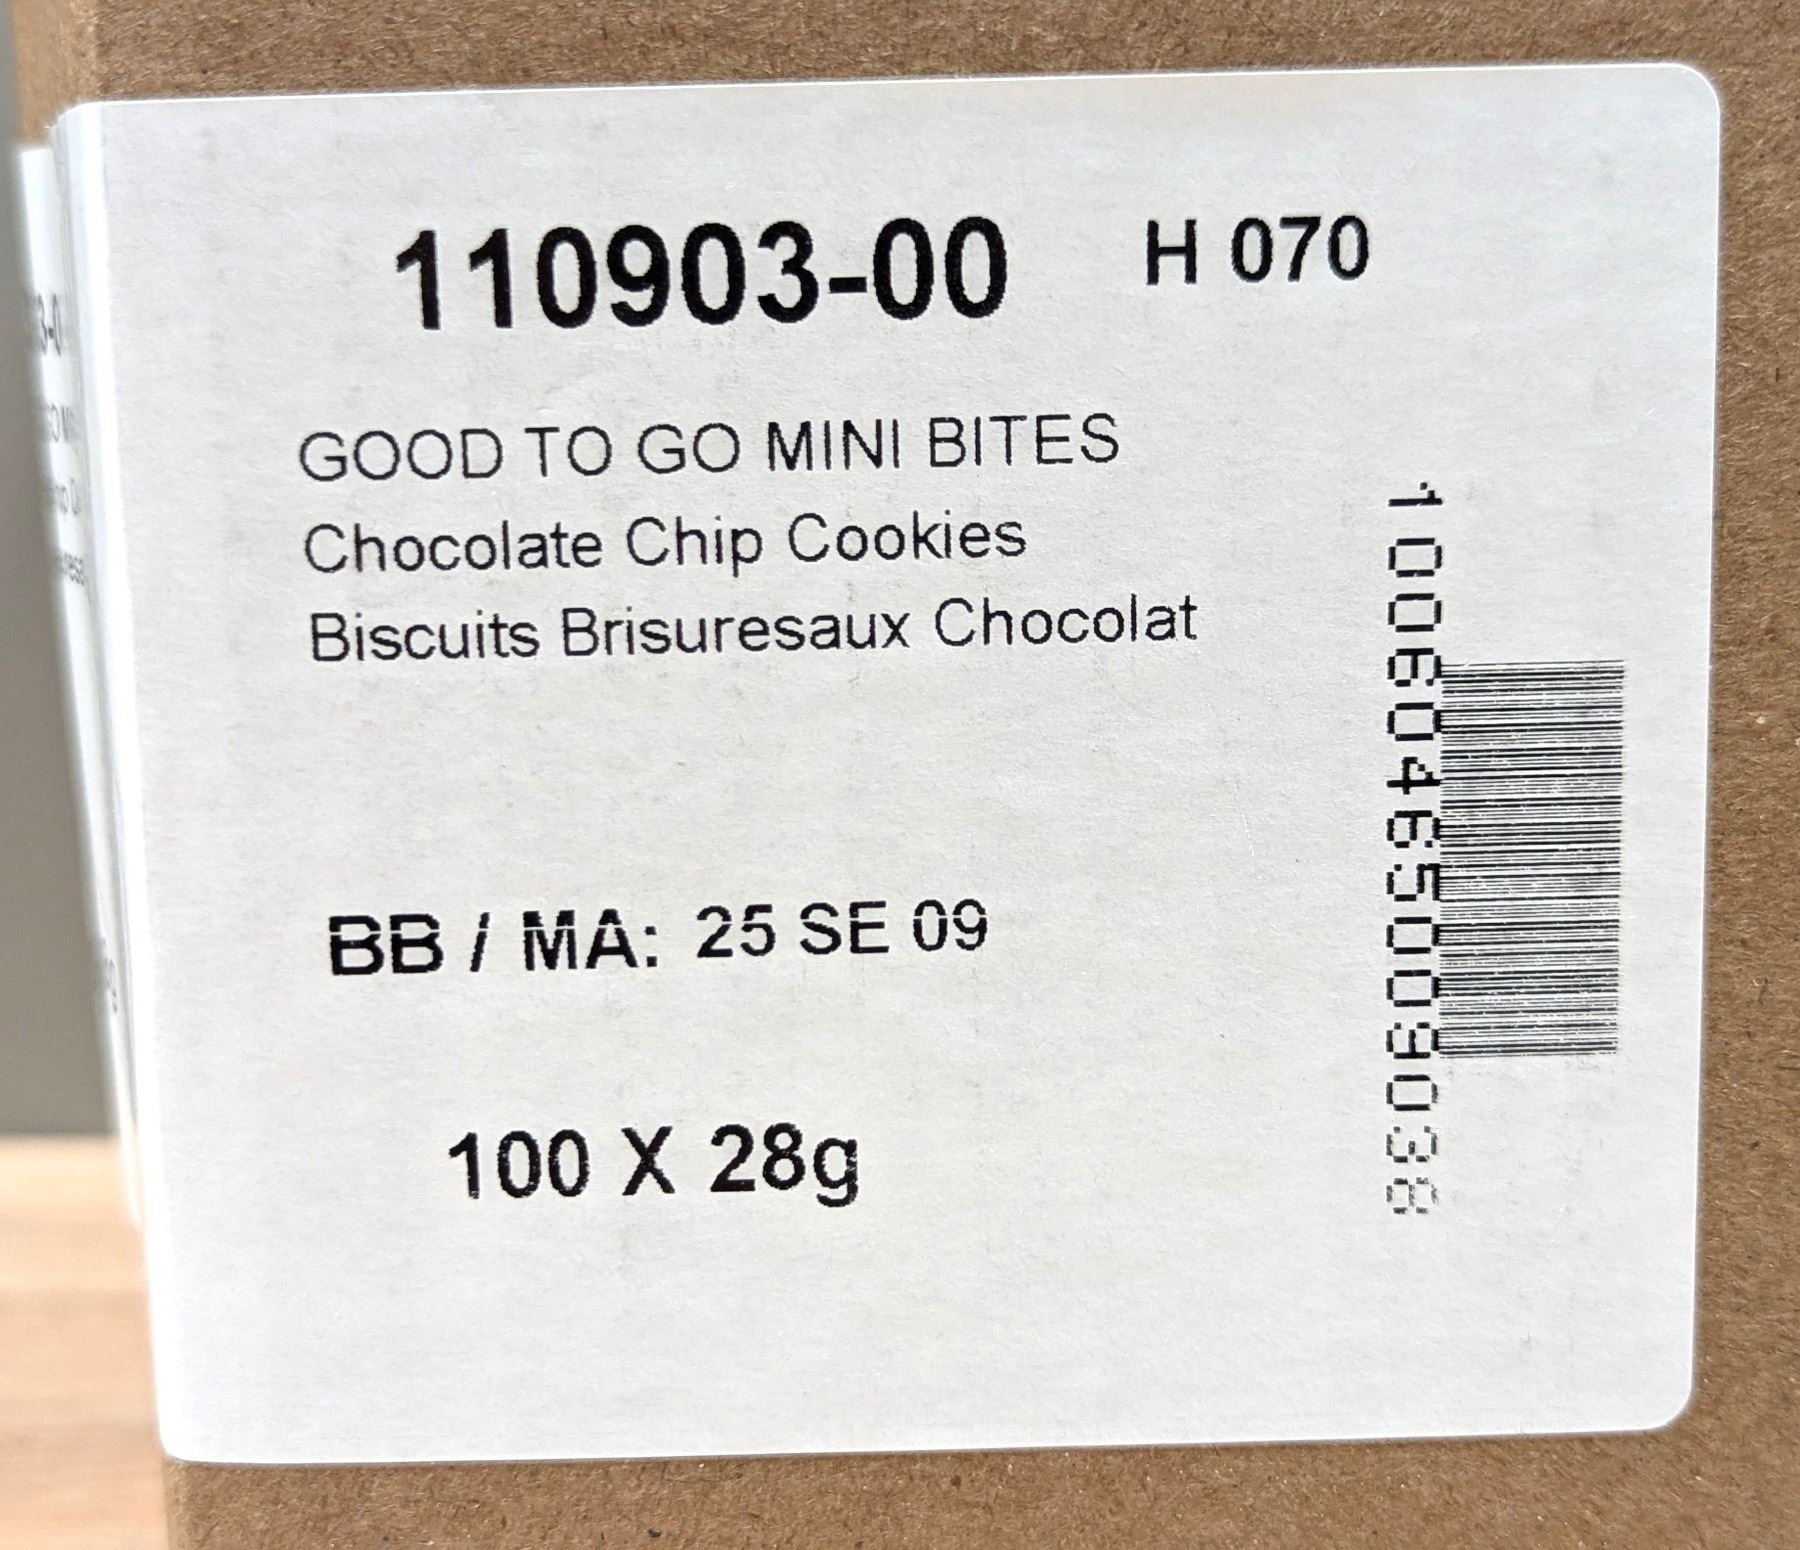 110903-00 H 070
GOOD TO GO MINI BITES
Chocolate Chip Cookies
Biscuits Brisuresaux Chocolat
BB / MA: 25 SE 09
100 X 28g
10060465009038